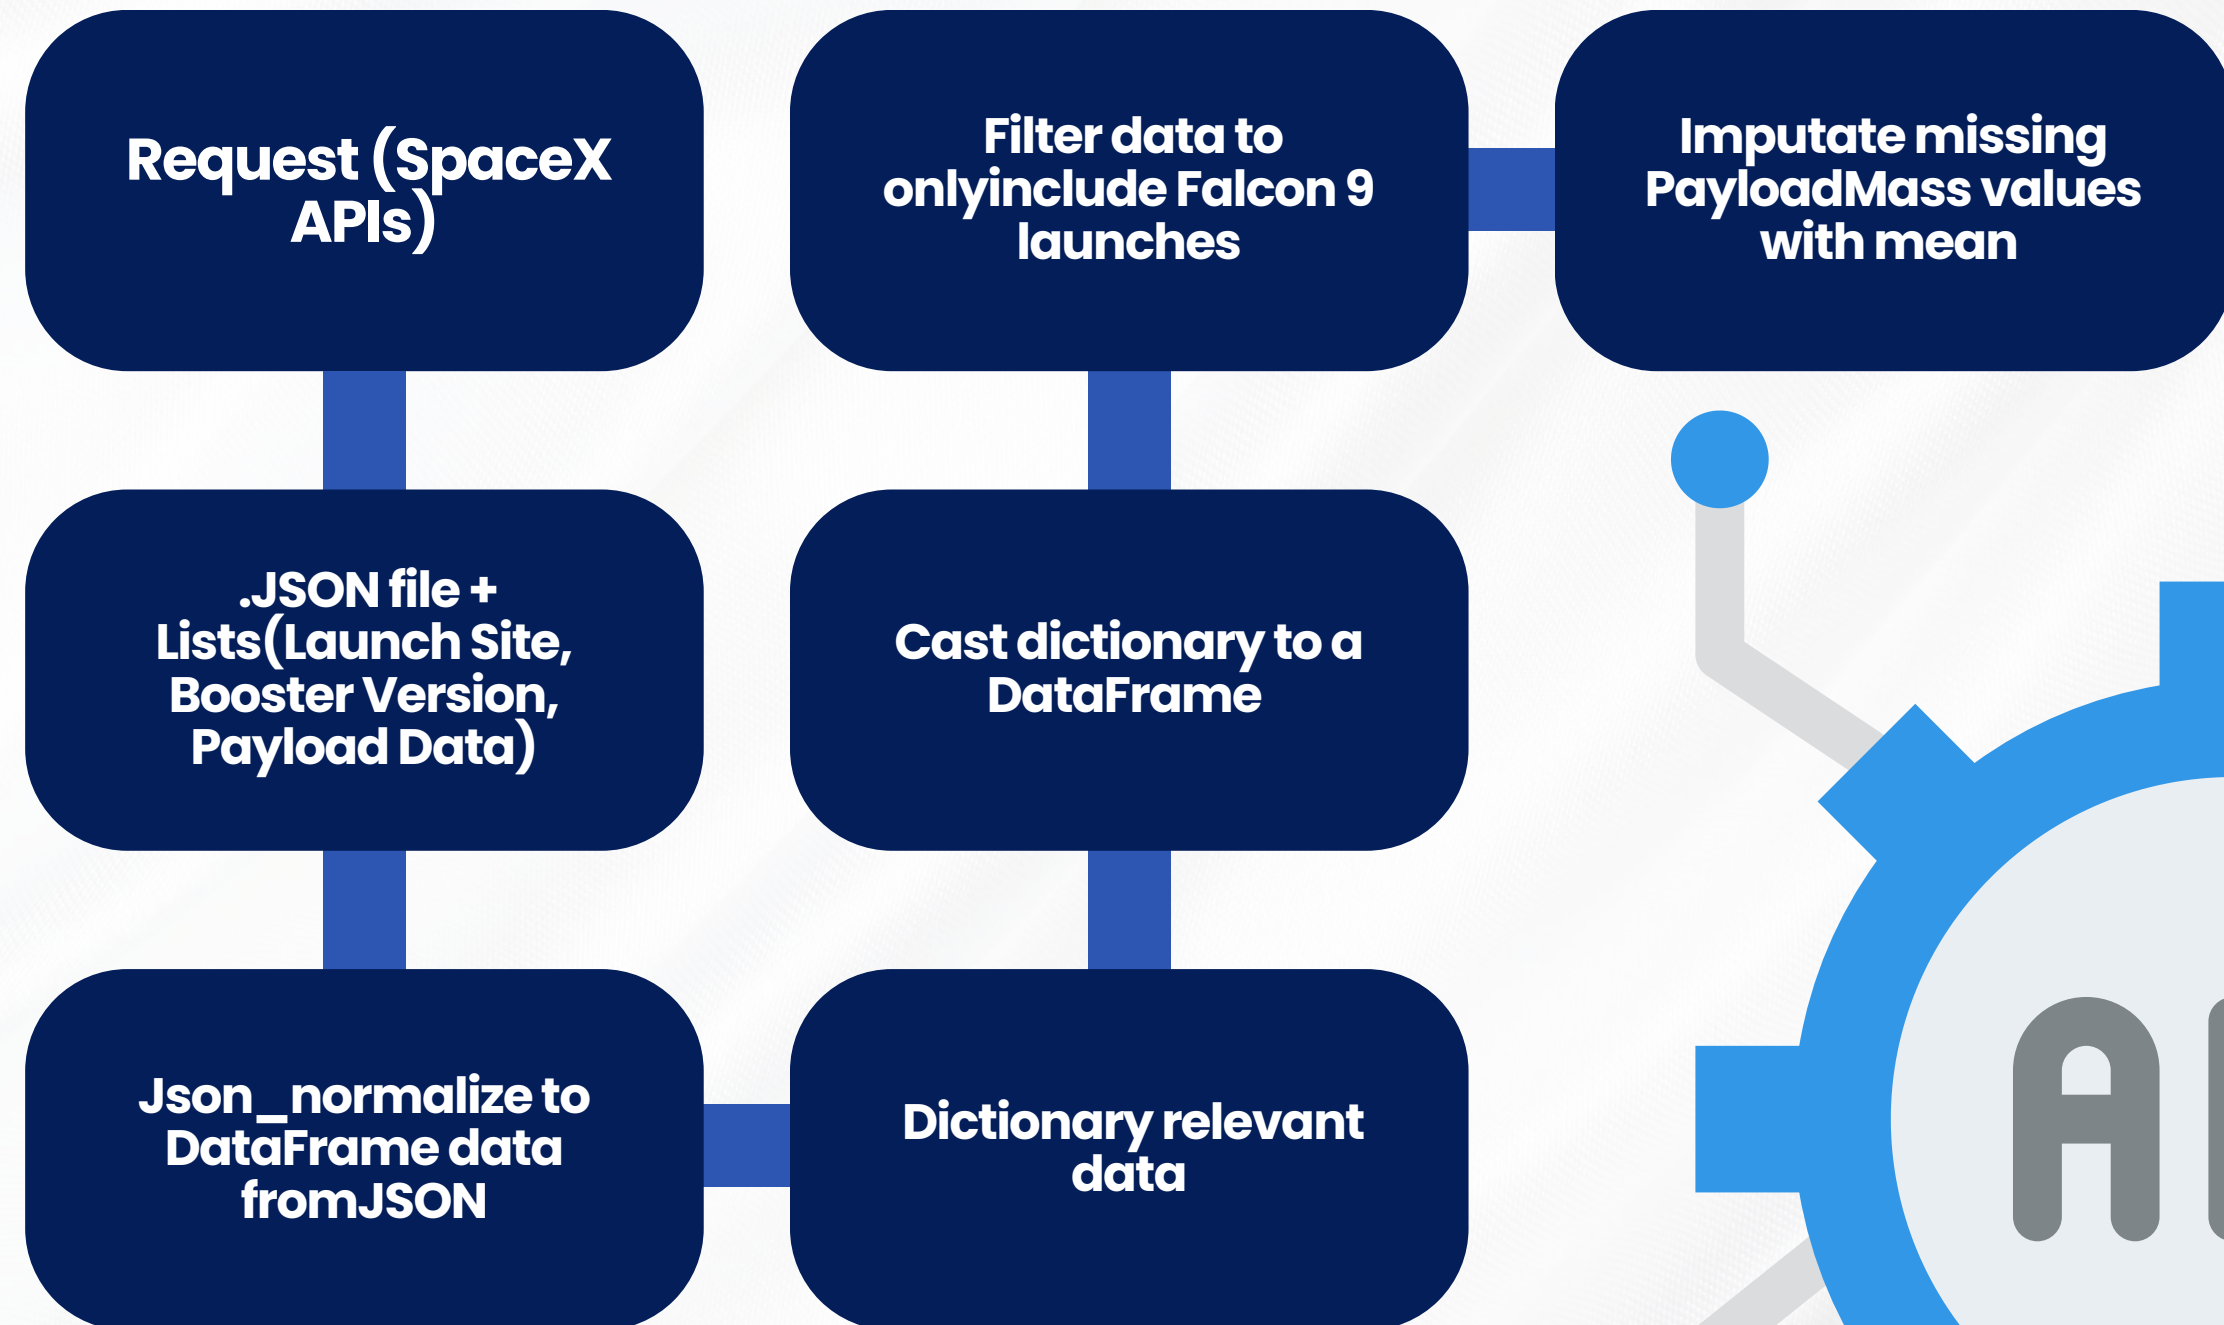 Request (SpaceX
APIs)
.JSON file +
Lists(Launch Site,
Booster Version,
Payload Data)
Json_normalize to
DataFrame data
fromJSON
Dictionary relevant
data
Cast dictionary to a
DataFrame
Filter data to
onlyinclude Falcon 9
launches
Imputate missing
PayloadMass values
with mean
A